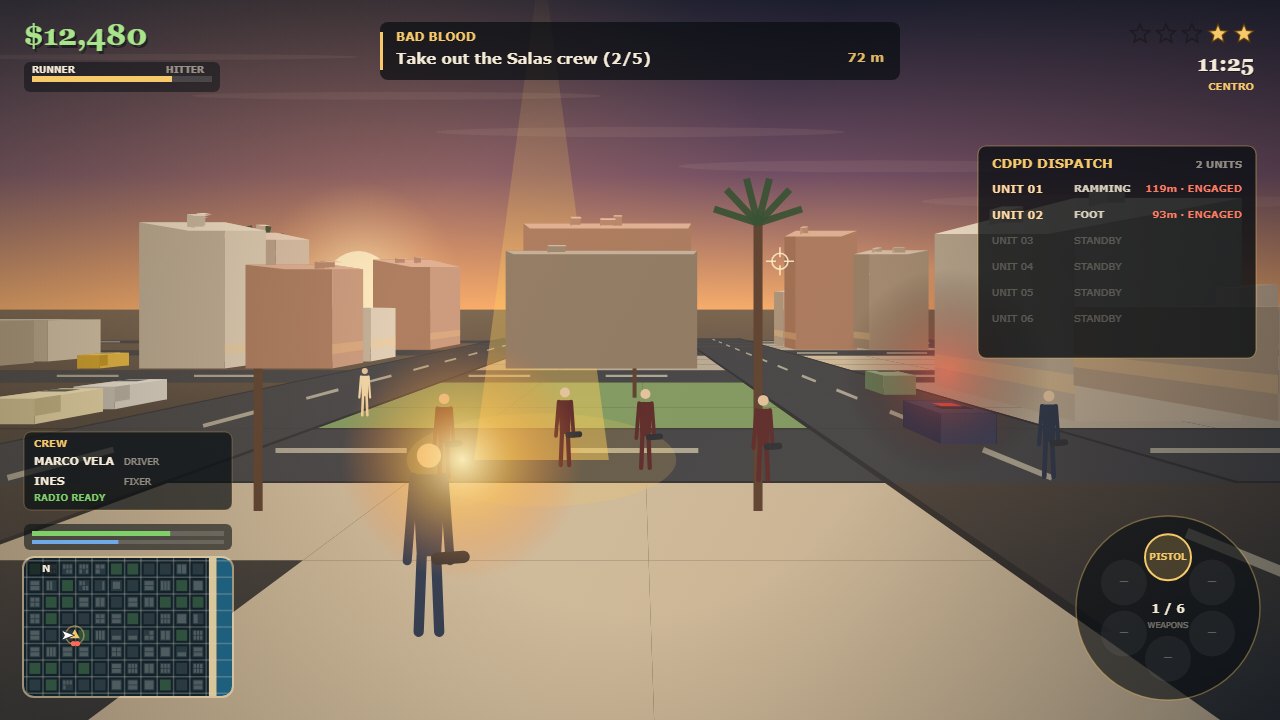 $12,480
RUNNER HITTER
BAD BLOOD
Take out the Salas crew (2/5) 72 m
11:25
CENTRO
CDPD DISPATCH 2 UNITS
UNIT 01 RAMMING 119m · ENGAGED
UNIT 02 FOOT 93m · ENGAGED
UNIT 03 STANDBY
UNIT 04 STANDBY
UNIT 05 STANDBY
UNIT 06 STANDBY
CREW
MARCO VELA DRIVER
INES FIXER
RADIO READY
N
PISTOL
1 / 6
WEAPONS